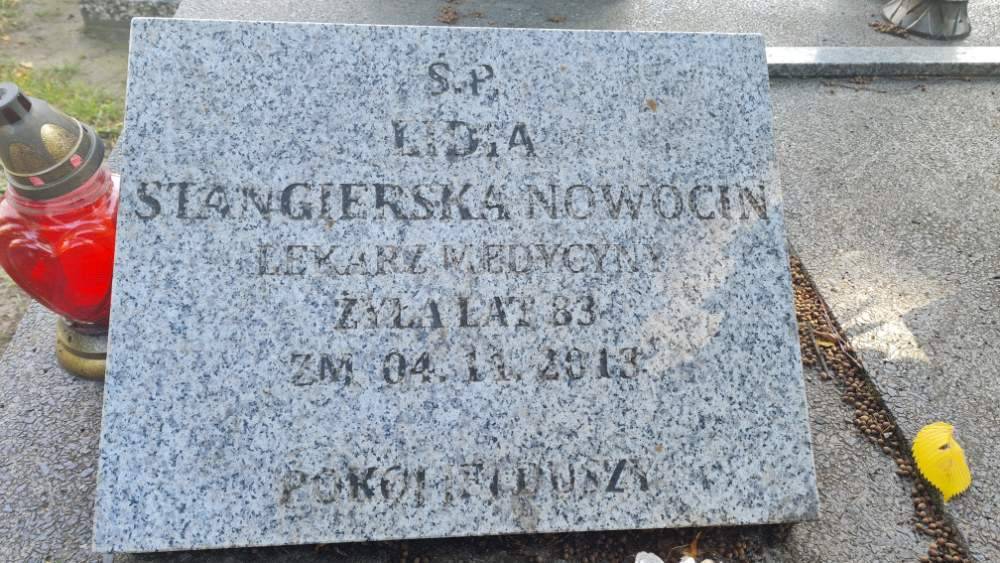 Ś.P.
LIDIA
STANGIERSKA NOWOCIN
LEKARZ MEDYCYNY
ŻYŁA LAT 83
ZM. 04. 11. 2013.
POKÓJ JEJ DUSZY